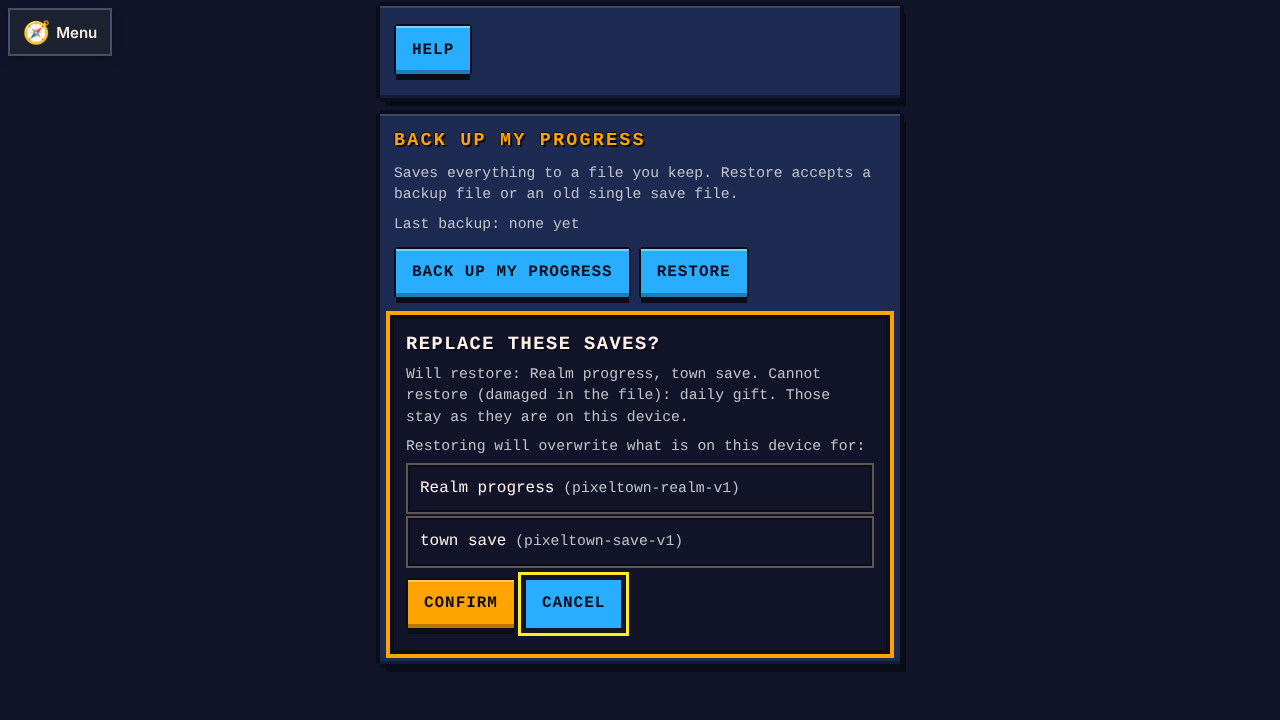 Menu
HELP
BACK UP MY PROGRESS
Saves everything to a file you keep. Restore accepts a
backup file or an old single save file.
Last backup: none yet
BACK UP MY PROGRESS
RESTORE
REPLACE THESE SAVES?
Will restore: Realm progress, town save. Cannot
restore (damaged in the file): daily gift. Those
stay as they are on this device.
Restoring will overwrite what is on this device for:
Realm progress (pixeltown-realm-v1)
town save (pixeltown-save-v1)
CONFIRM
CANCEL